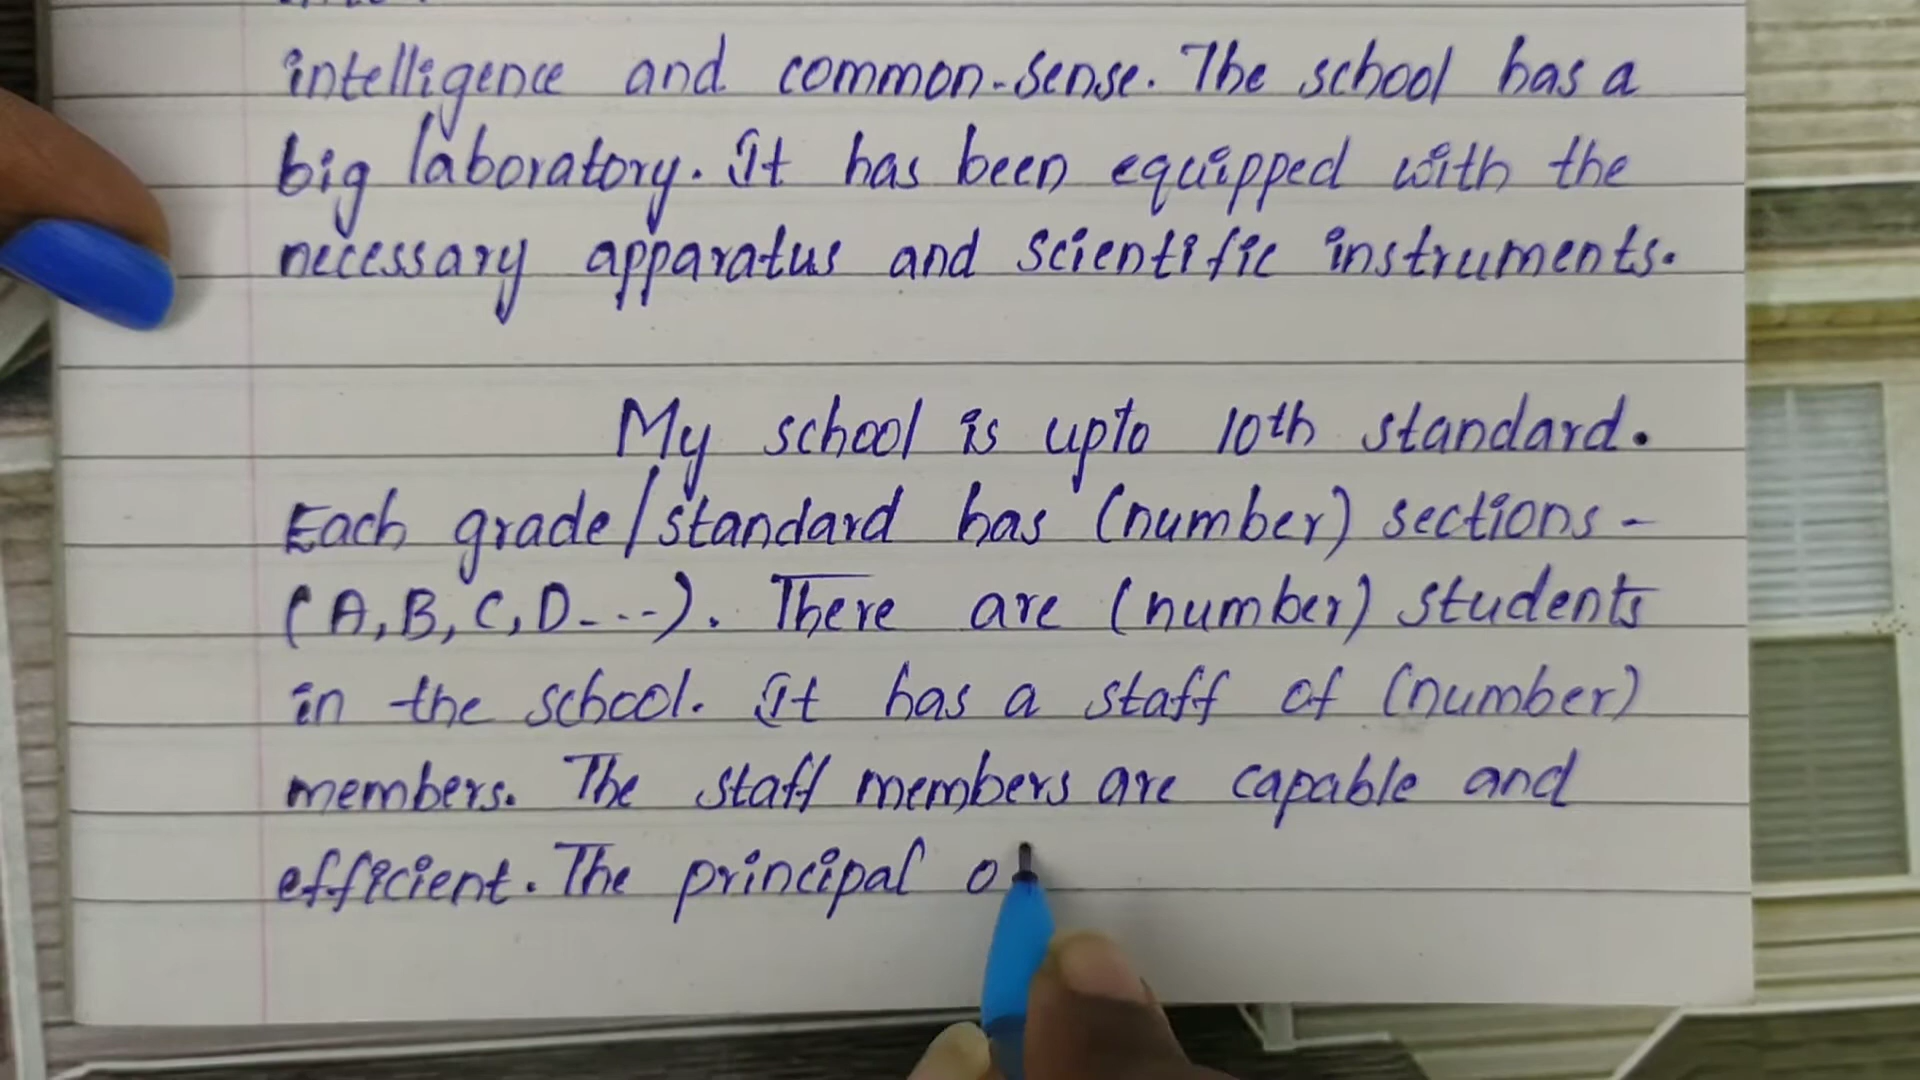 intelligence and common-sense. The school has a
big laboratory. It has been equipped with the
necessary apparatus and scientific instruments.
My school is upto 10th standard.
Each grade/standard has (number) sections -
(A, B, C, D---). There are (number) students
in the school. It has a staff of (number)
members. The staff members are capable and
efficient. The principal